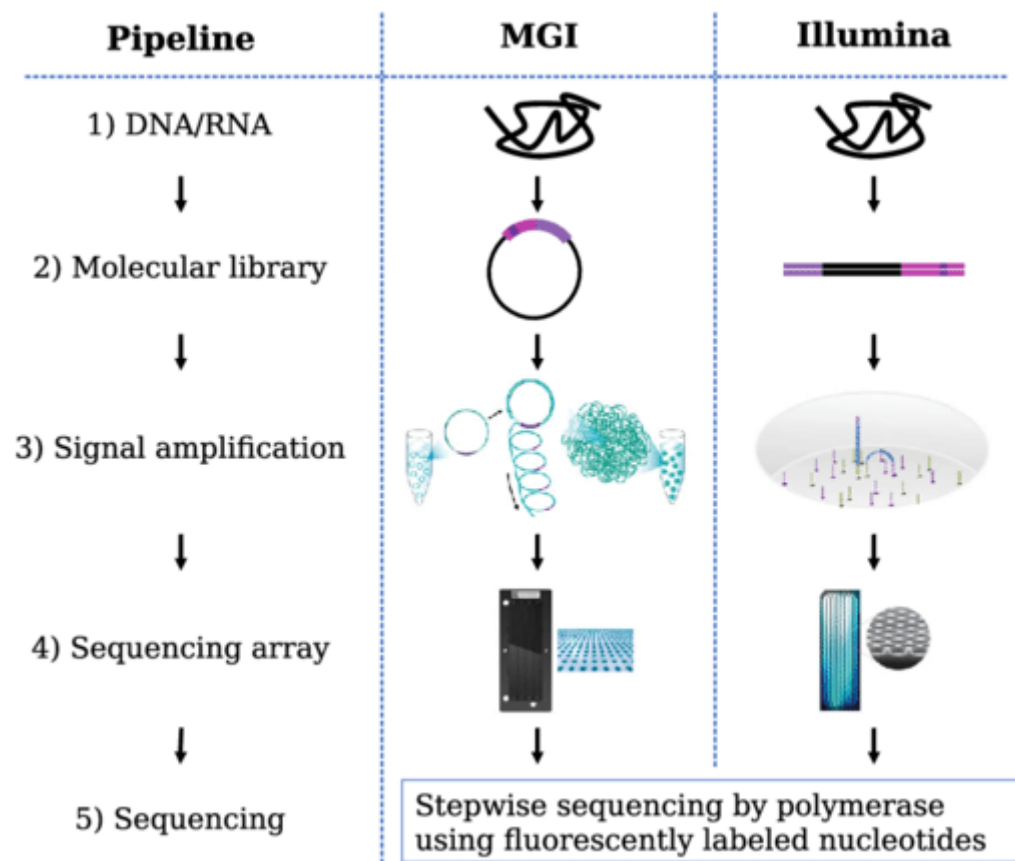 Pipeline
MGI
Illumina
1) DNA/RNA
2) Molecular library
3) Signal amplification
4) Sequencing array
5) Sequencing
Stepwise sequencing by polymerase
using fluorescently labeled nucleotides